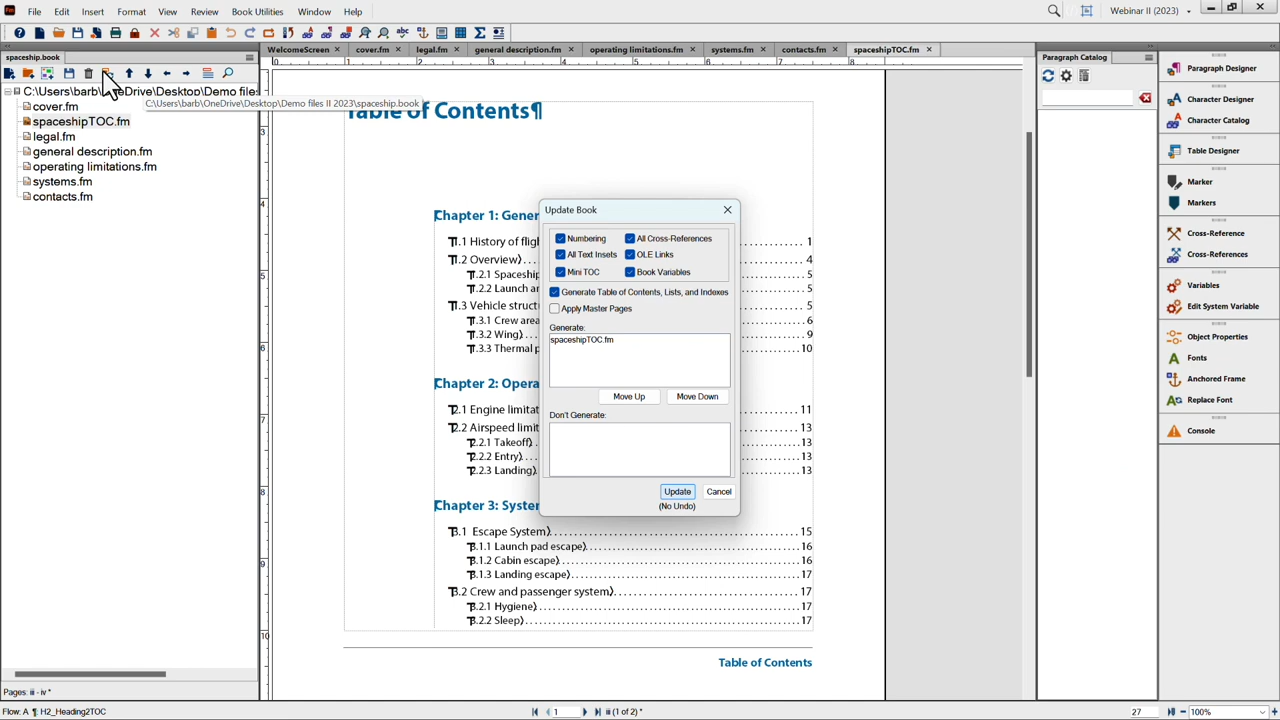 Fm File Edit Insert Format View Review Book Utilities Window Help Webinar II (2023)
WelcomeScreen cover.fm legal.fm general description.fm operating limitations.fm systems.fm contacts.fm spaceshipTOC.fm
spaceship.book
C:\Users\barb\OneDrive\Desktop\Demo files
C:\Users\barb\OneDrive\Desktop\Demo files II 2023\spaceship.book
cover.fm
spaceshipTOC.fm
legal.fm
general description.fm
operating limitations.fm
systems.fm
contacts.fm
Pages: iii - iv *
Flow: A ¶ H2_Heading2TOC
Table of Contents¶
Chapter 1: Gener
1.1 History of fligh 1
1.2 Overview 4
1.2.1 Spaceship 5
1.2.2 Launch an 5
1.3 Vehicle struct 5
1.3.1 Crew area 6
1.3.2 Wing 9
1.3.3 Thermal p 10
Chapter 2: Opera
2.1 Engine limitat 11
2.2 Airspeed limit 13
2.2.1 Takeoff 13
2.2.2 Entry 13
2.2.3 Landing 13
Chapter 3: System
3.1 Escape System 15
3.1.1 Launch pad escape 16
3.1.2 Cabin escape 16
3.1.3 Landing escape 17
3.2 Crew and passenger system 17
3.2.1 Hygiene 17
3.2.2 Sleep 17
Table of Contents
Update Book
Numbering All Cross-References
All Text Insets OLE Links
Mini TOC Book Variables
Generate Table of Contents, Lists, and Indexes
Apply Master Pages
Generate:
spaceshipTOC.fm
Move Up Move Down
Don't Generate:
Update Cancel
(No Undo)
Paragraph Catalog
Paragraph Designer
Character Designer
Character Catalog
Table Designer
Marker
Markers
Cross-Reference
Cross-References
Variables
Edit System Variable
Object Properties
Fonts
Anchored Frame
Replace Font
Console
1 iii (1 of 2) * 27 100%